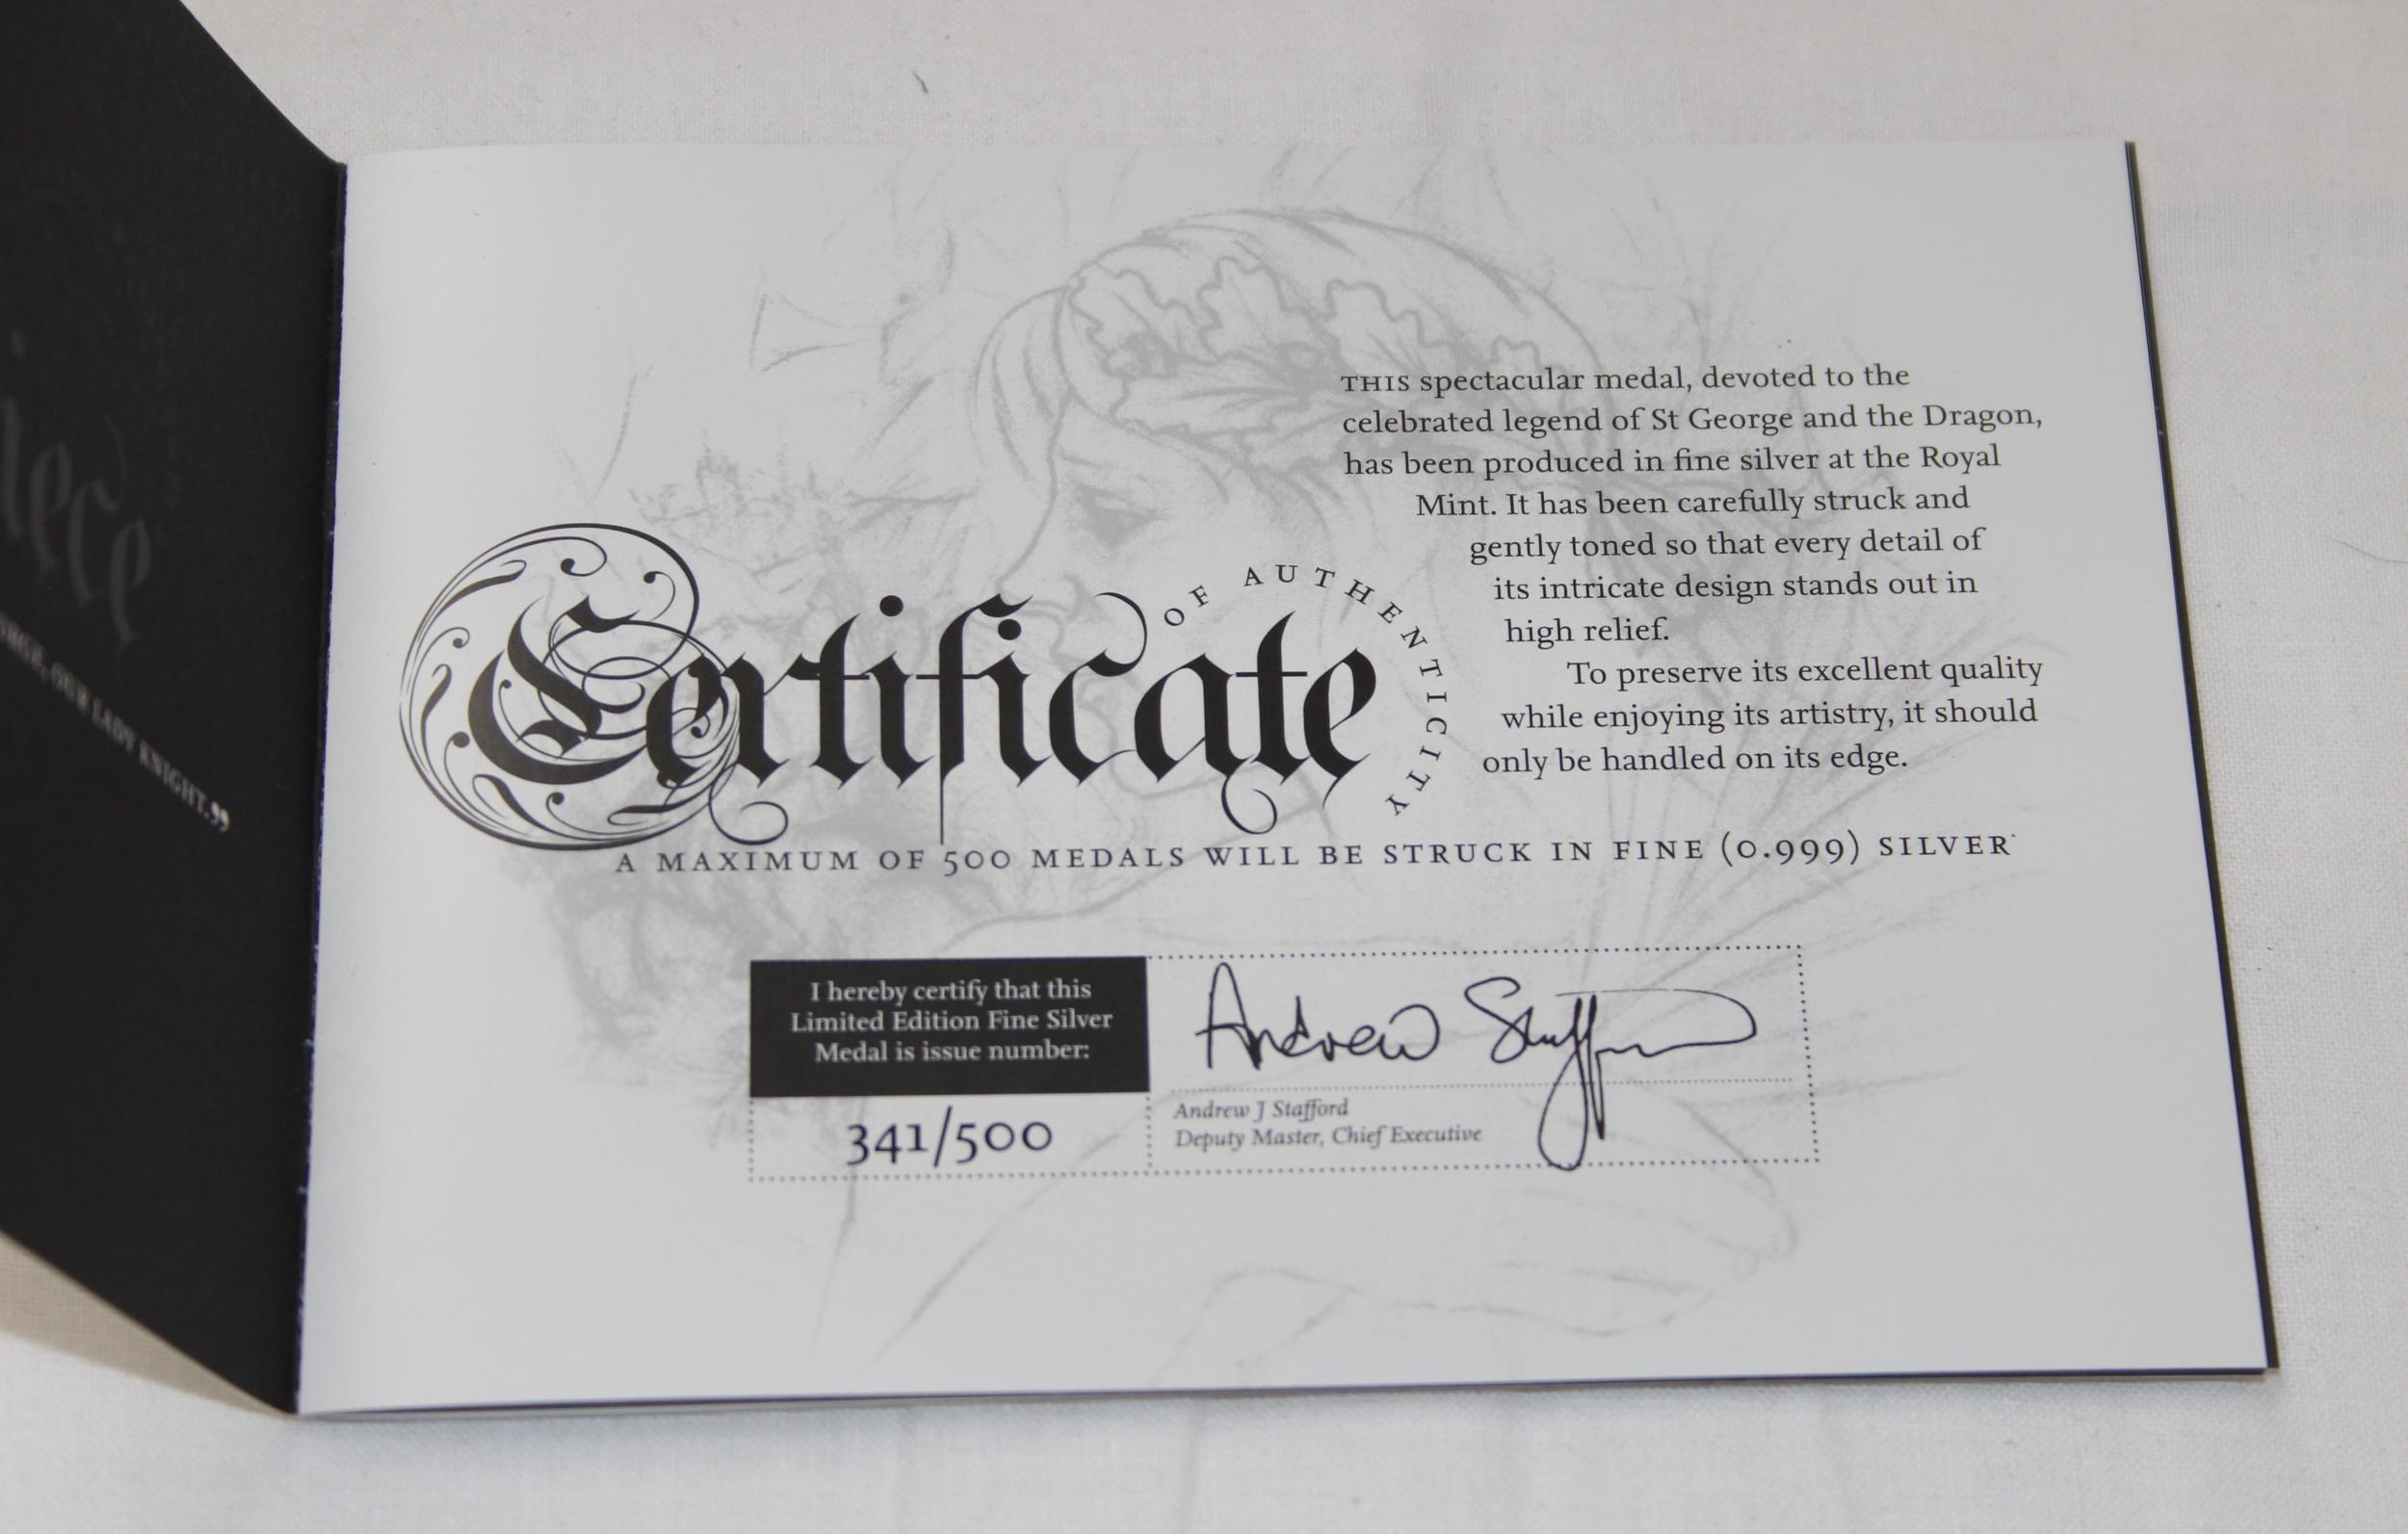 THIS spectacular medal, devoted to the
celebrated legend of St George and the Dragon,
has been produced in fine silver at the Royal
Mint. It has been carefully struck and
gently toned so that every detail of
its intricate design stands out in
high relief.
To preserve its excellent quality
while enjoying its artistry, it should
only be handled on its edge.
Certificate
OF AUTHENTICITY
A MAXIMUM OF 500 MEDALS WILL BE STRUCK IN FINE (0.999) SILVER
I hereby certify that this
Limited Edition Fine Silver
Medal is issue number:
341/500
Andrew Stafford
Andrew J Stafford
Deputy Master, Chief Executive
OUR LADY KNIGHT.”